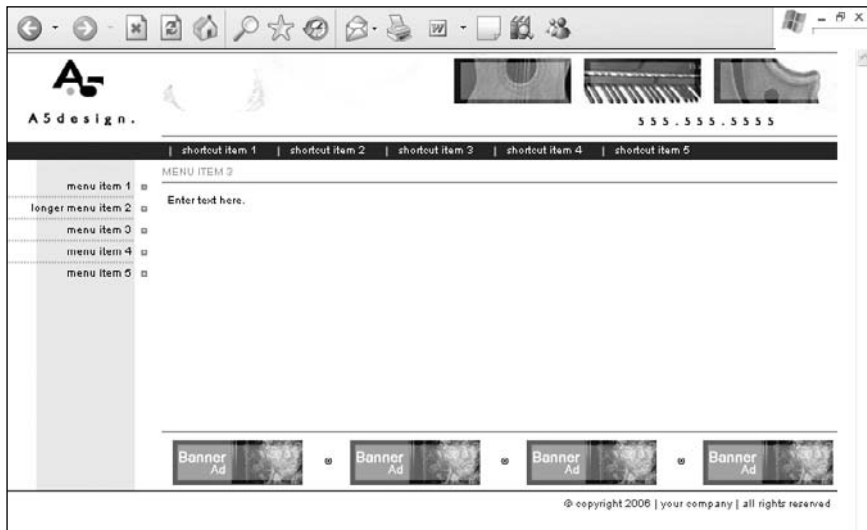 W
A5
A5design.
555.555.5555
| shortcut item 1 | shortcut item 2 | shortcut item 3 | shortcut item 4 | shortcut item 5
MENU ITEM 3
menu item 1
longer menu item 2
menu item 3
menu item 4
menu item 5
Enter text here.
Banner Ad
Banner Ad
Banner Ad
Banner Ad
© copyright 2006 | your company | all rights reserved